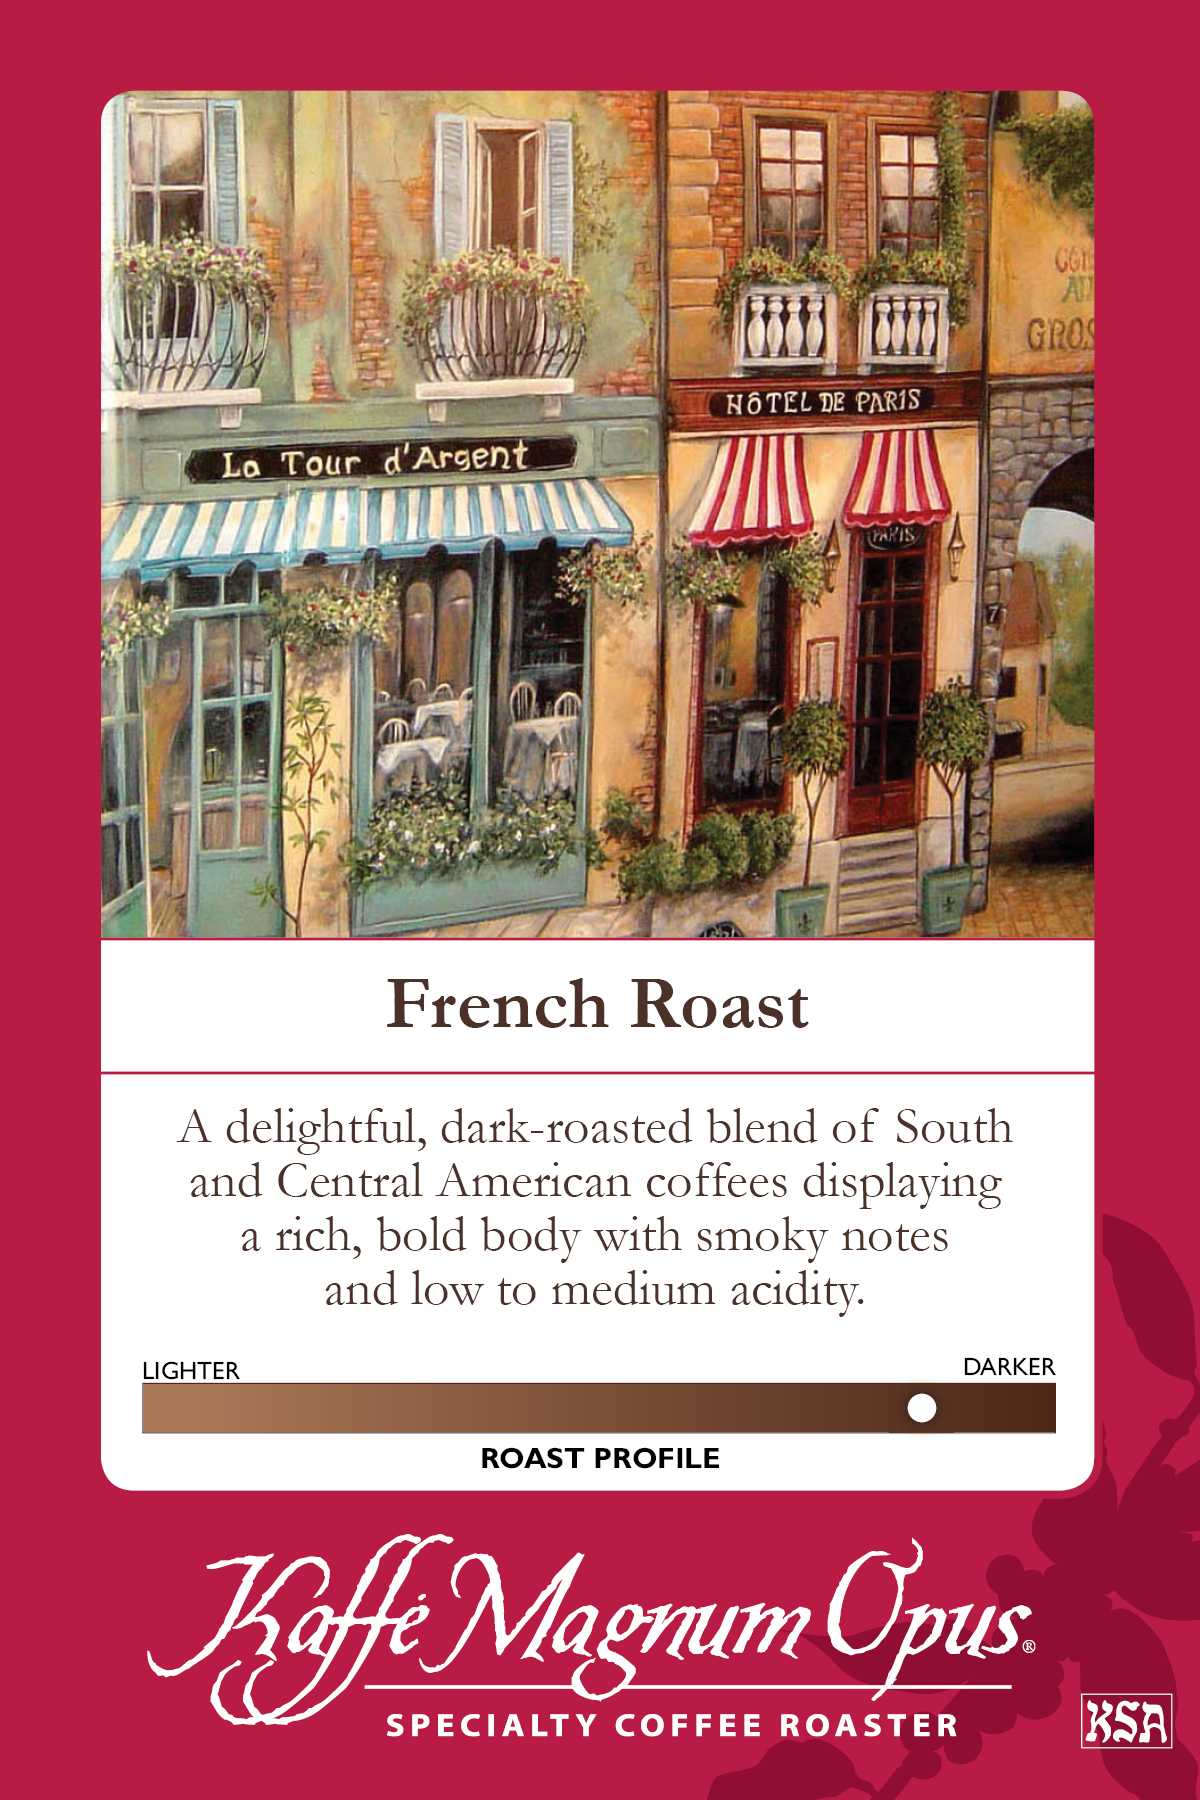 La Tour d'Argent
HÔTEL DE PARIS
PARIS
7
French Roast
A delightful, dark-roasted blend of South
and Central American coffees displaying
a rich, bold body with smoky notes
and low to medium acidity.
LIGHTER
DARKER
ROAST PROFILE
Kaffé Magnum Opus®
SPECIALTY COFFEE ROASTER
KSA